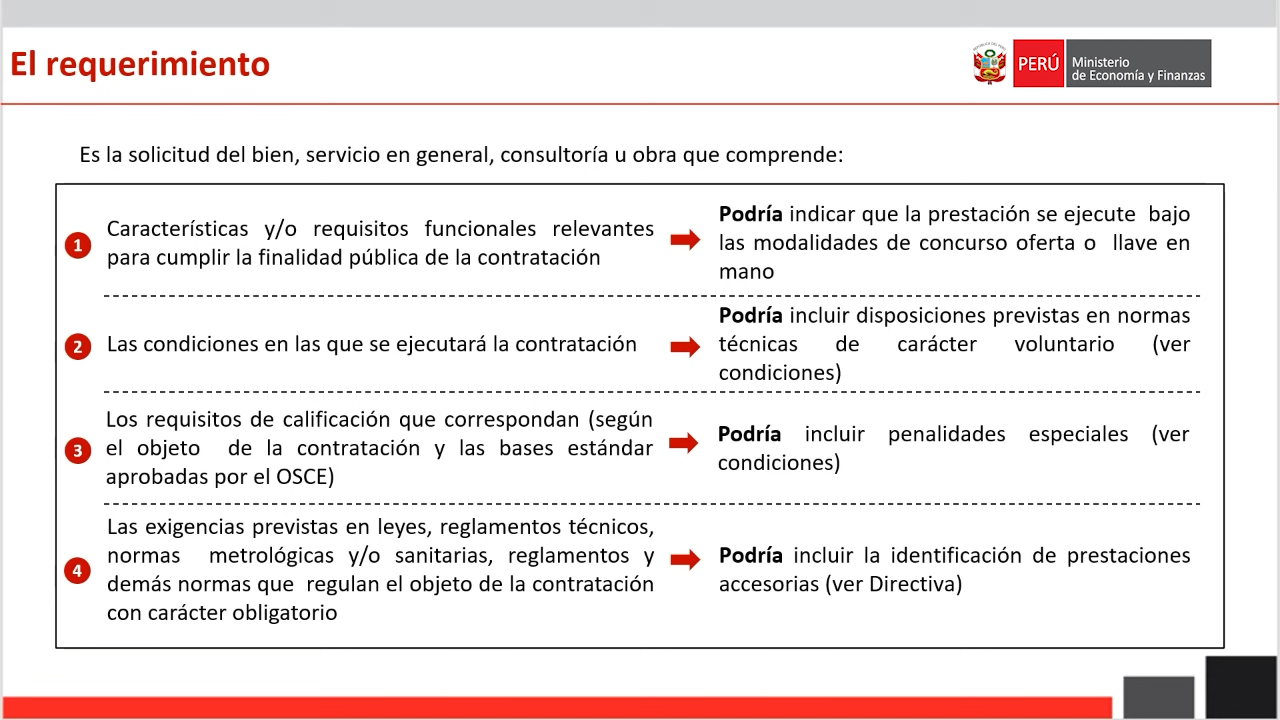 El requerimiento
PERÚ
Ministerio
de Economía y Finanzas
Es la solicitud del bien, servicio en general, consultoría u obra que comprende:
1
Características y/o requisitos funcionales relevantes
para cumplir la finalidad pública de la contratación
Podría indicar que la prestación se ejecute bajo
las modalidades de concurso oferta o llave en
mano
2
Las condiciones en las que se ejecutará la contratación
Podría incluir disposiciones previstas en normas
técnicas de carácter voluntario (ver
condiciones)
3
Los requisitos de calificación que correspondan (según
el objeto de la contratación y las bases estándar
aprobadas por el OSCE)
Podría incluir penalidades especiales (ver
condiciones)
4
Las exigencias previstas en leyes, reglamentos técnicos,
normas metrológicas y/o sanitarias, reglamentos y
demás normas que regulan el objeto de la contratación
con carácter obligatorio
Podría incluir la identificación de prestaciones
accesorias (ver Directiva)